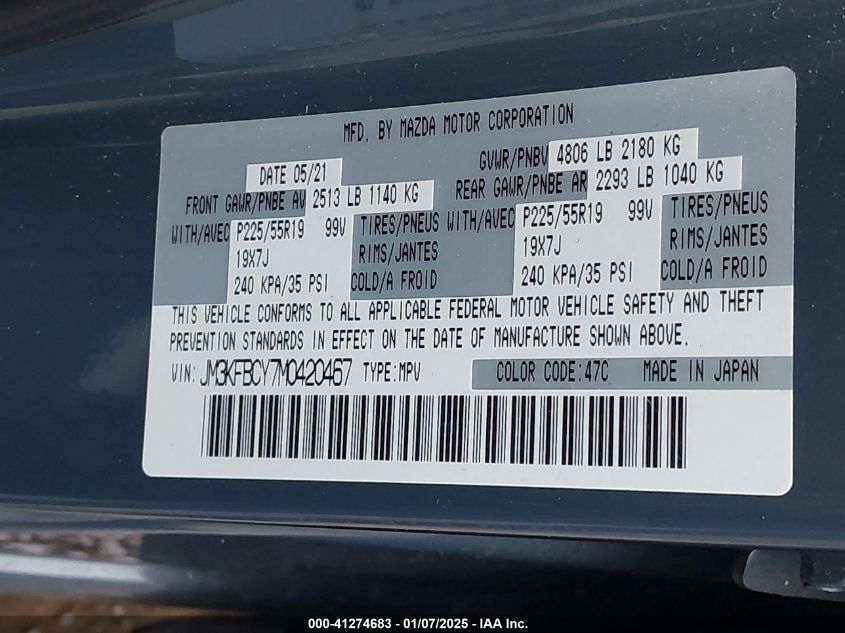 MFD. BY MAZDA MOTOR CORPORATION
DATE 05/21 GVWR/PNBV 4806 LB 2180 KG
FRONT GAWR/PNBE AV 2513 LB 1140 KG REAR GAWR/PNBE AR 2293 LB 1040 KG
WITH/AVEC P225/55R19 99V TIRES/PNEUS WITH/AVEC P225/55R19 99V TIRES/PNEUS
19X7J RIMS/JANTES 19X7J RIMS/JANTES
240 KPA/35 PSI COLD/A FROID 240 KPA/35 PSI COLD/A FROID
THIS VEHICLE CONFORMS TO ALL APPLICABLE FEDERAL MOTOR VEHICLE SAFETY AND THEFT
PREVENTION STANDARDS IN EFFECT ON THE DATE OF MANUFACTURE SHOWN ABOVE.
VIN: JM3KFBCY7M0420467 TYPE:MPV COLOR CODE:47C MADE IN JAPAN
000-41274683 - 01/07/2025 - IAA Inc.